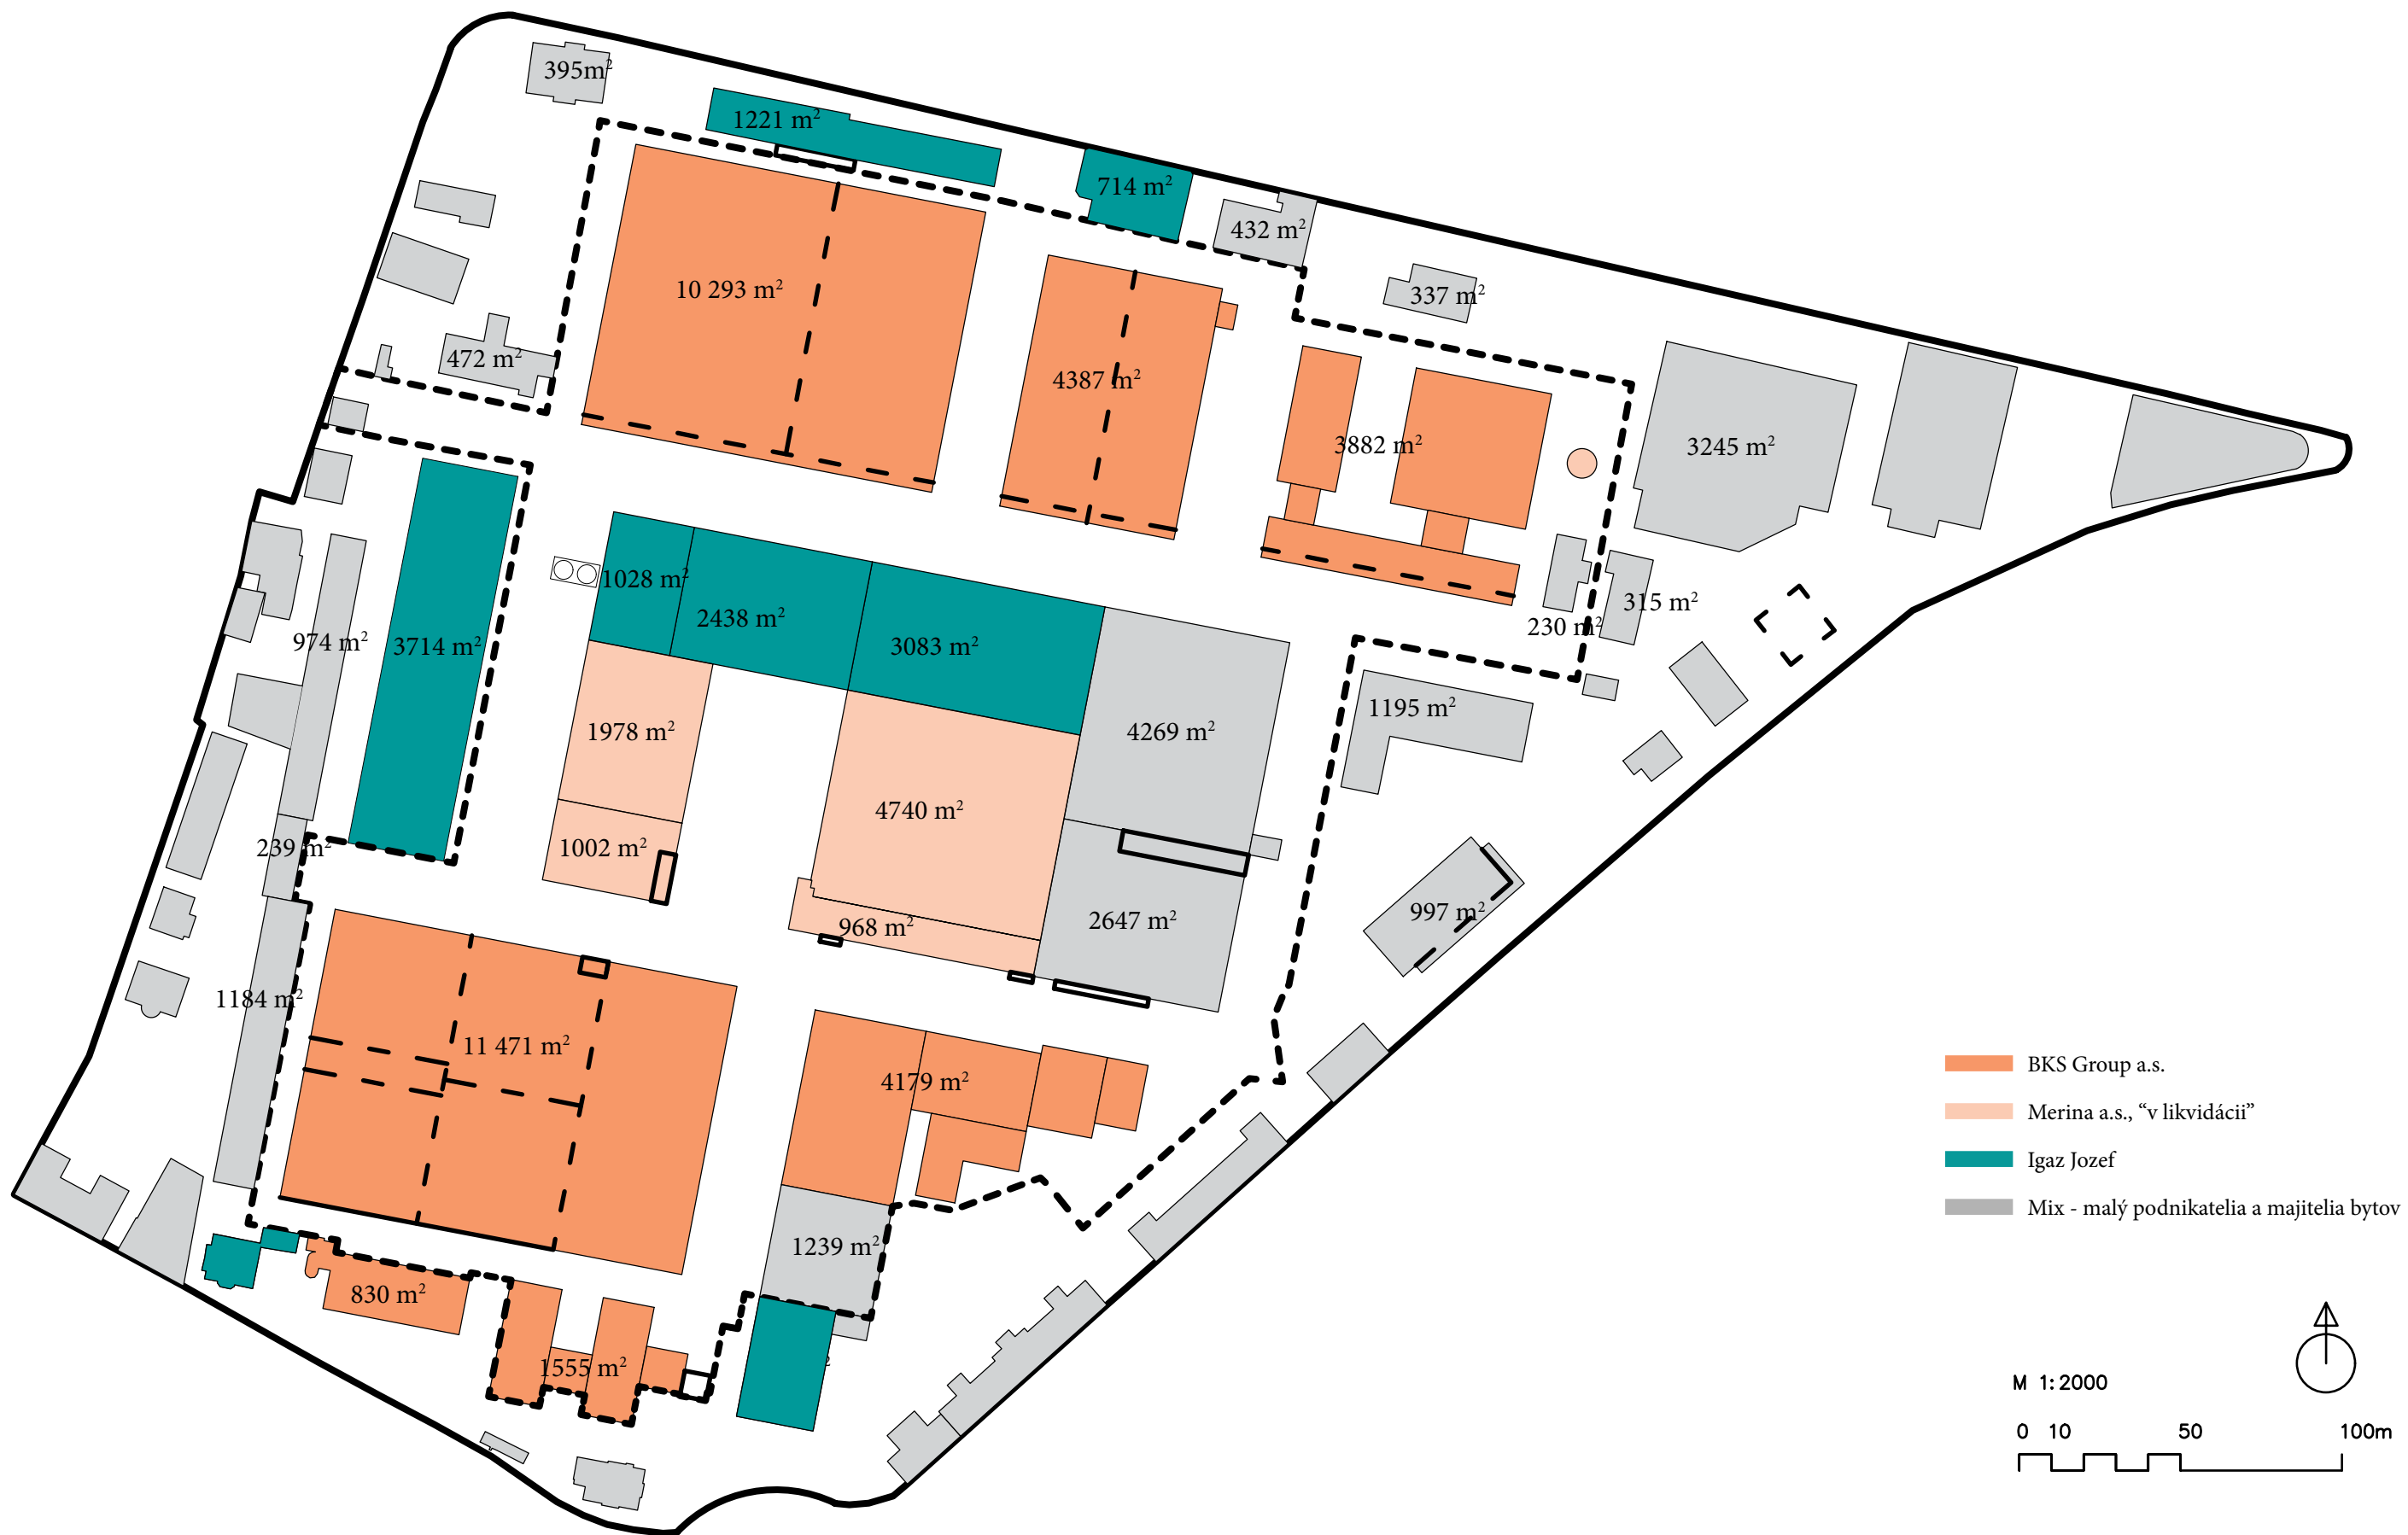 395m²
1221 m²
714 m²
432 m²
10 293 m²
337 m²
472 m²
4387 m²
3882 m²
3245 m²
1028 m²
2438 m²
315 m²
230 m²
974 m²
3714 m²
3083 m²
1195 m²
1978 m²
4269 m²
4740 m²
1002 m²
239 m²
997 m²
968 m²
2647 m²
1184 m²
11 471 m²
4179 m²
1239 m²
830 m²
1555 m²
BKS Group a.s.
Merina a.s., “v likvidácii”
Igaz Jozef
Mix - malý podnikatelia a majitelia bytov
M 1:2000
0 10 50 100m